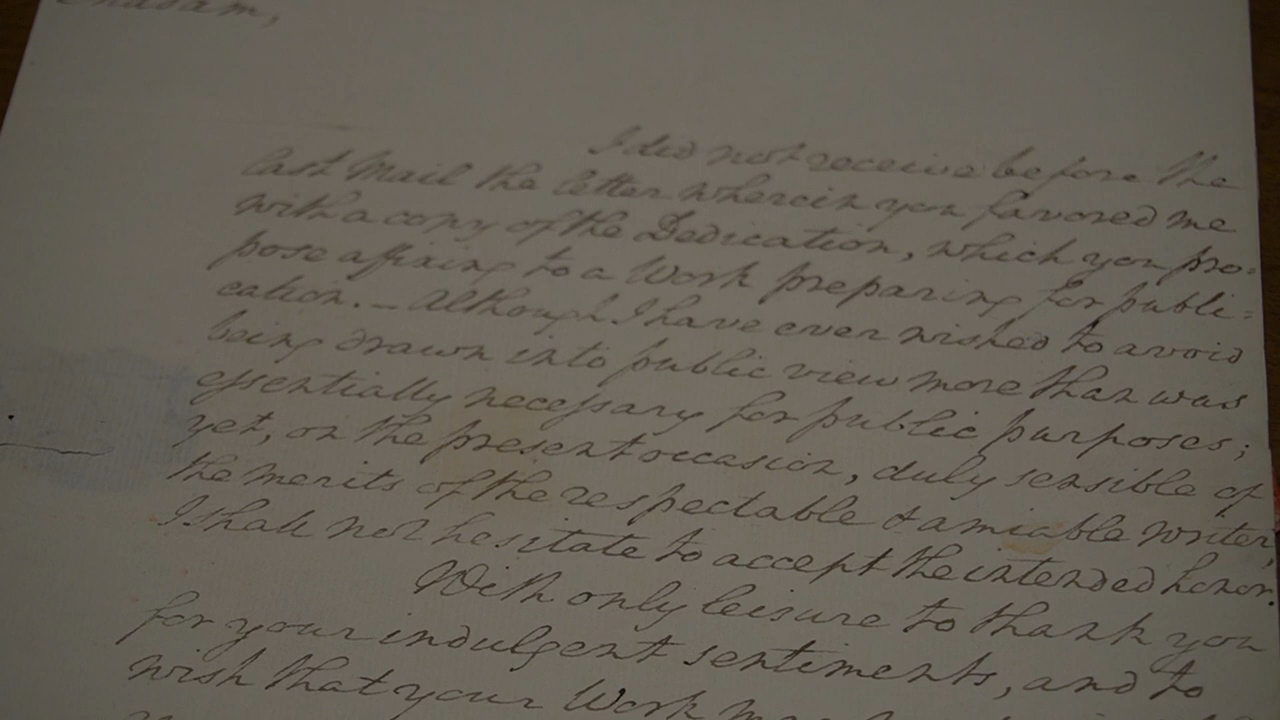 Madam,
I did not receive before the
last Mail the letter wherein you favored me
with a copy of the Dedication, which you pro=
pose affixing to a Work preparing for publi=
cation. _ Although I have ever wished to avoid
being drawn into public view more than was
essentially necessary for public purposes;
yet, on the present occasion, duly sensible of
the merits of the respectable & amiable writer,
I shall not hesitate to accept the intended honor.
With only leisure to thank you
for your indulgent sentiments, and to
wish that your Work